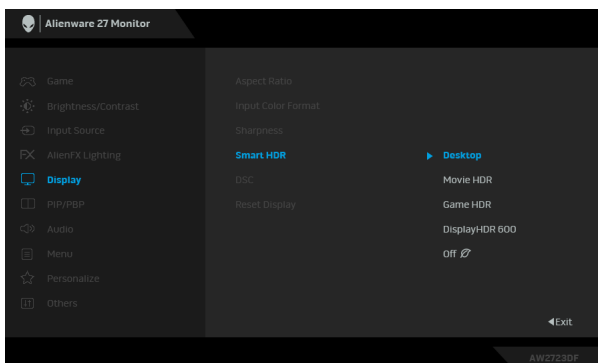 Alienware 27 Monitor
Game
Brightness/Contrast
Input Source
AlienFX Lighting
Display
PIP/PBP
Audio
Menu
Personalize
Others
Aspect Ratio
Input Color Format
Sharpness
Smart HDR
DSC
Reset Display
Desktop
Movie HDR
Game HDR
DisplayHDR 600
Off
Exit
AW2723DF